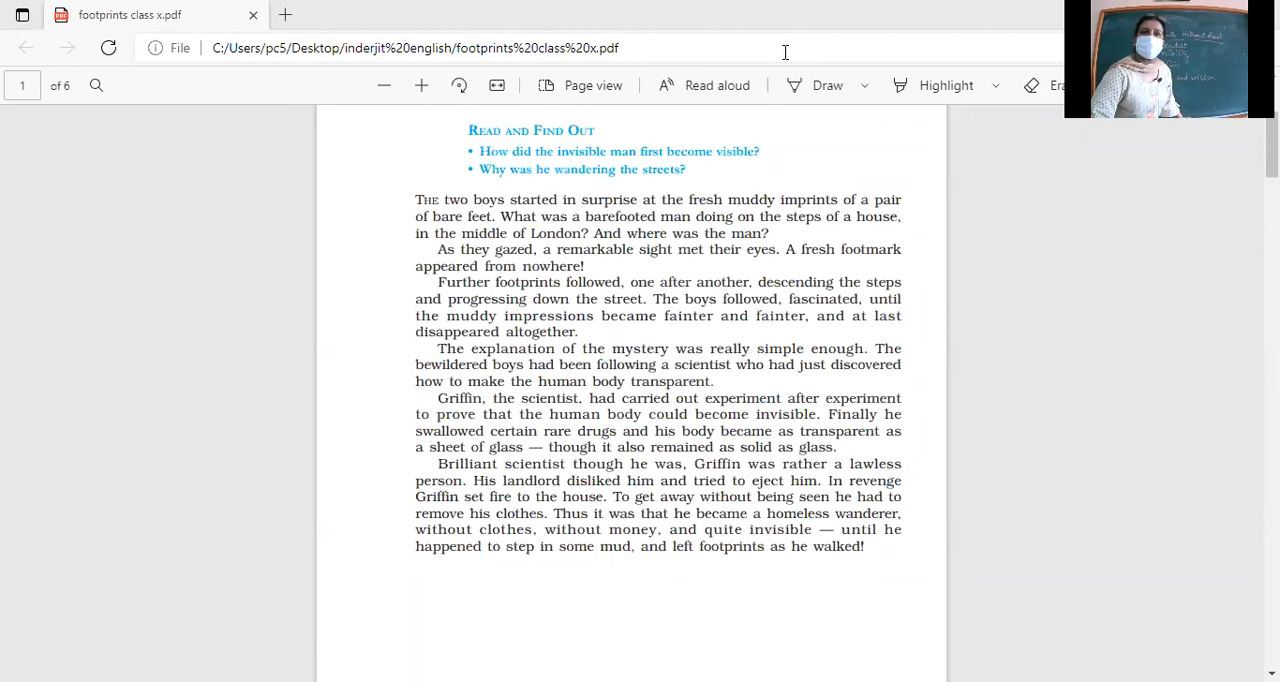 footprints class x.pdf
File C:/Users/pc5/Desktop/inderjit%20english/footprints%20class%20x.pdf
1 of 6 Page view Read aloud Draw Highlight Era
READ AND FIND OUT
• How did the invisible man first become visible?
• Why was he wandering the streets?
THE two boys started in surprise at the fresh muddy imprints of a pair
of bare feet. What was a barefooted man doing on the steps of a house,
in the middle of London? And where was the man?
As they gazed, a remarkable sight met their eyes. A fresh footmark
appeared from nowhere!
Further footprints followed, one after another, descending the steps
and progressing down the street. The boys followed, fascinated, until
the muddy impressions became fainter and fainter, and at last
disappeared altogether.
The explanation of the mystery was really simple enough. The
bewildered boys had been following a scientist who had just discovered
how to make the human body transparent.
Griffin, the scientist, had carried out experiment after experiment
to prove that the human body could become invisible. Finally he
swallowed certain rare drugs and his body became as transparent as
a sheet of glass — though it also remained as solid as glass.
Brilliant scientist though he was, Griffin was rather a lawless
person. His landlord disliked him and tried to eject him. In revenge
Griffin set fire to the house. To get away without being seen he had to
remove his clothes. Thus it was that he became a homeless wanderer,
without clothes, without money, and quite invisible — until he
happened to step in some mud, and left footprints as he walked!